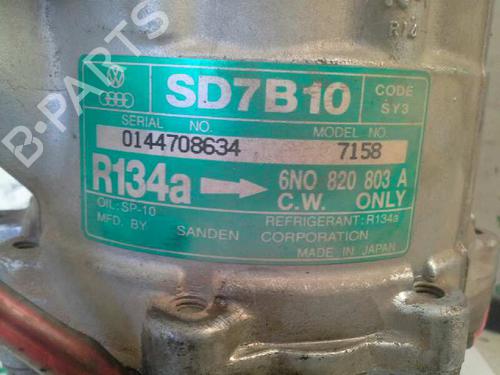 R12
SD7B10
CODE
SY3
SERIAL NO.
MODEL NO.
0144708634
7158
R134a
6N0 820 803 A
C.W. ONLY
OIL: SP-10
REFRIGERANT: R134a
MFD. BY SANDEN CORPORATION
MADE IN JAPAN
B-PARTS